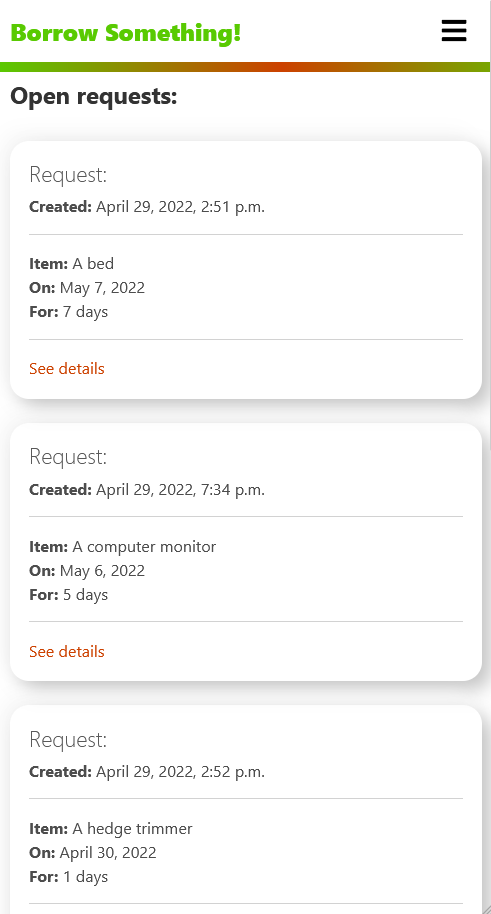 Borrow Something!
Open requests:
Request:
Created: April 29, 2022, 2:51 p.m.
Item: A bed
On: May 7, 2022
For: 7 days
See details
Request:
Created: April 29, 2022, 7:34 p.m.
Item: A computer monitor
On: May 6, 2022
For: 5 days
See details
Request:
Created: April 29, 2022, 2:52 p.m.
Item: A hedge trimmer
On: April 30, 2022
For: 1 days